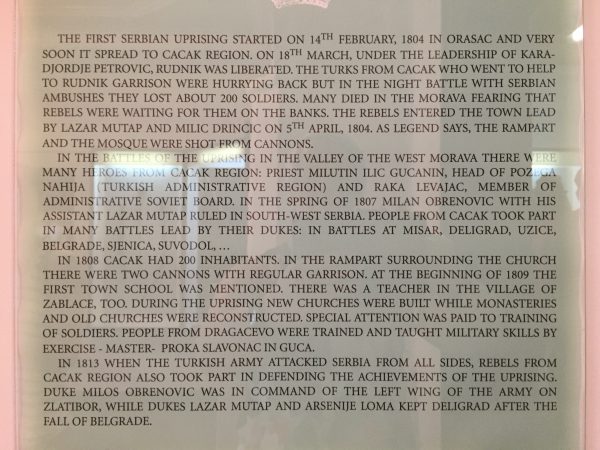 THE FIRST SERBIAN UPRISING STARTED ON 14TH FEBRUARY, 1804 IN ORASAC AND VERY
SOON IT SPREAD TO CACAK REGION. ON 18TH MARCH, UNDER THE LEADERSHIP OF KARA-
DJORDJE PETROVIC, RUDNIK WAS LIBERATED. THE TURKS FROM CACAK WHO WENT TO HELP
TO RUDNIK GARRISON WERE HURRYING BACK BUT IN THE NIGHT BATTLE WITH SERBIAN
AMBUSHES THEY LOST ABOUT 200 SOLDIERS. MANY DIED IN THE MORAVA FEARING THAT
REBELS WERE WAITING FOR THEM ON THE BANKS. THE REBELS ENTERED THE TOWN LEAD
BY LAZAR MUTAP AND MILIC DRINCIC ON 5TH APRIL, 1804. AS LEGEND SAYS, THE RAMPART
AND THE MOSQUE WERE SHOT FROM CANNONS.
IN THE BATTLES OF THE UPRISING IN THE VALLEY OF THE WEST MORAVA THERE WERE
MANY HEROES FROM CACAK REGION: PRIEST MILUTIN ILIC GUCANIN, HEAD OF POZEGA
NAHIJA (TURKISH ADMINISTRATIVE REGION) AND RAKA LEVAJAC, MEMBER OF
ADMINISTRATIVE SOVIET BOARD. IN THE SPRING OF 1807 MILAN OBRENOVIC WITH HIS
ASSISTANT LAZAR MUTAP RULED IN SOUTH-WEST SERBIA. PEOPLE FROM CACAK TOOK PART
IN MANY BATTLES LEAD BY THEIR DUKES: IN BATTLES AT MISAR, DELIGRAD, UZICE,
BELGRADE, SJENICA, SUVODOL, ...
IN 1808 CACAK HAD 200 INHABITANTS. IN THE RAMPART SURROUNDING THE CHURCH
THERE WERE TWO CANNONS WITH REGULAR GARRISON. AT THE BEGINNING OF 1809 THE
FIRST TOWN SCHOOL WAS MENTIONED. THERE WAS A TEACHER IN THE VILLAGE OF
ZABLACE, TOO. DURING THE UPRISING NEW CHURCHES WERE BUILT WHILE MONASTERIES
AND OLD CHURCHES WERE RECONSTRUCTED. SPECIAL ATTENTION WAS PAID TO TRAINING
OF SOLDIERS. PEOPLE FROM DRAGACEVO WERE TRAINED AND TAUGHT MILITARY SKILLS BY
EXERCISE - MASTER- PROKA SLAVONAC IN GUCA.
IN 1813 WHEN THE TURKISH ARMY ATTACKED SERBIA FROM ALL SIDES, REBELS FROM
CACAK REGION ALSO TOOK PART IN DEFENDING THE ACHIEVEMENTS OF THE UPRISING.
DUKE MILOS OBRENOVIC WAS IN COMMAND OF THE LEFT WING OF THE ARMY ON
ZLATIBOR, WHILE DUKES LAZAR MUTAP AND ARSENIJE LOMA KEPT DELIGRAD AFTER THE
FALL OF BELGRADE.